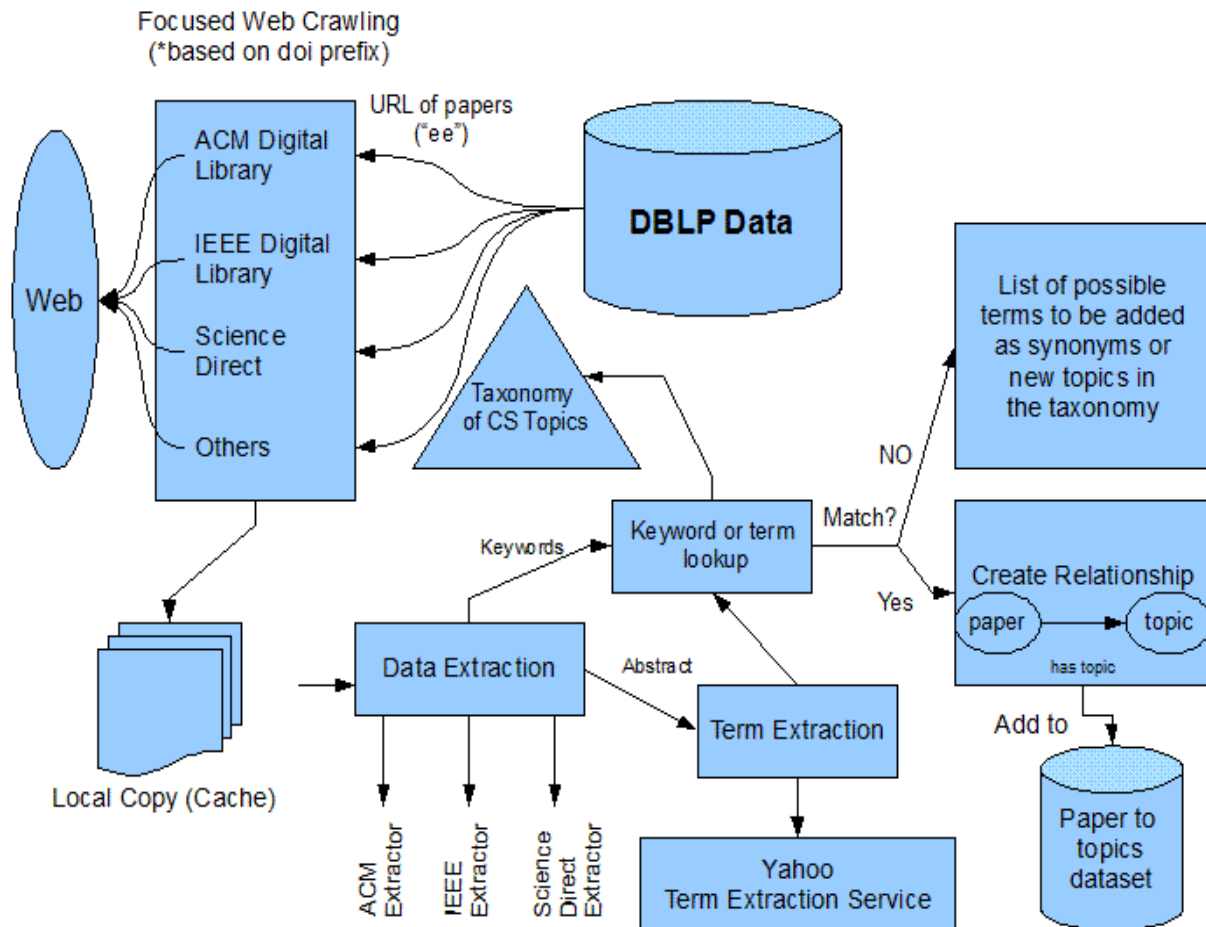 Focused Web Crawling
(*based on doi prefix)
URL of papers
("ee")
ACM Digital
Library
IEEE Digital
Library
Science
Direct
Others
Web
DBLP Data
Taxonomy
of CS Topics
List of possible
terms to be added
as synonyms or
new topics in
the taxonomy
NO
Match?
Yes
Keyword or term
lookup
Keywords
Create Relationship
paper
topic
has topic
Data Extraction
Abstract
Term Extraction
Add to
Local Copy (Cache)
ACM
Extractor
IEEE
Extractor
Science
Direct
Extractor
Yahoo
Term Extraction Service
Paper to
topics
dataset